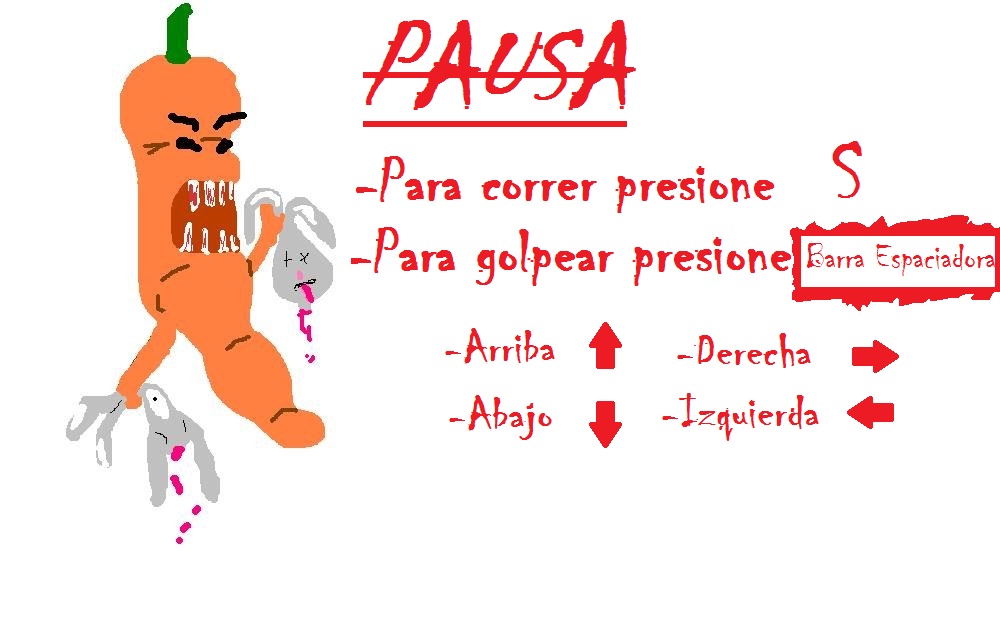 PAUSA
-Para correr presione S
-Para golpear presione Barra Espaciadora
-Arriba -Derecha
-Abajo -Izquierda